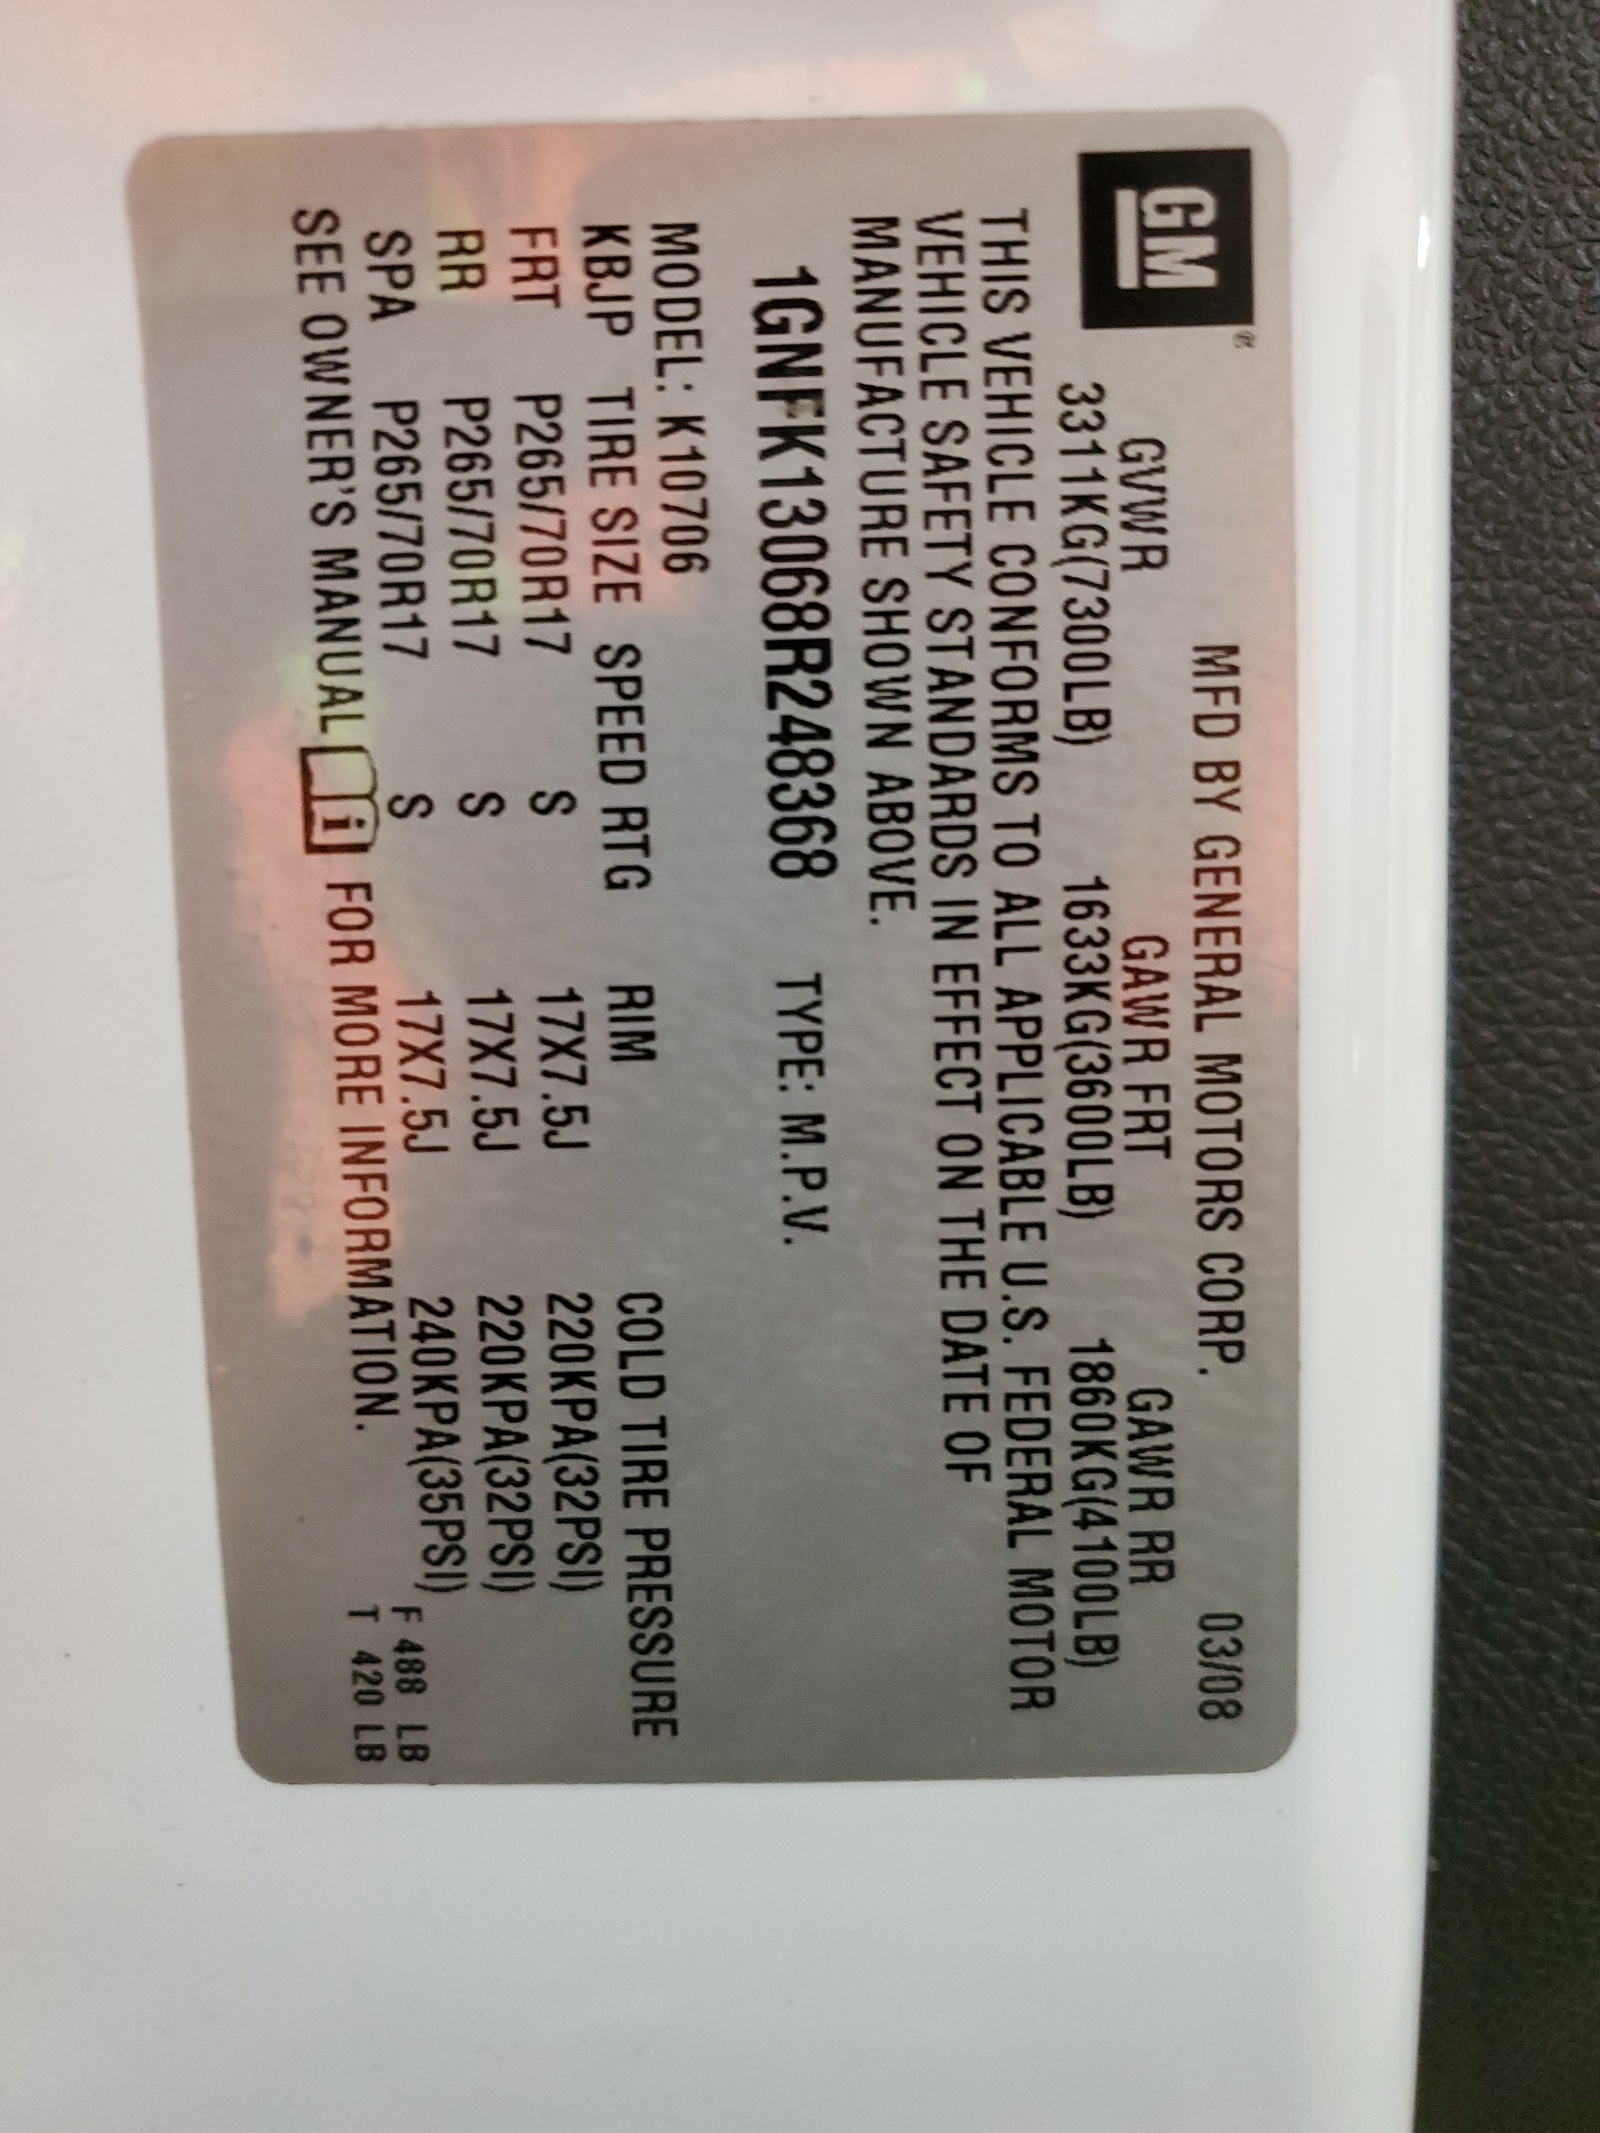 GM®
MFD BY GENERAL MOTORS CORP. 03/08
GVWR GAWR FRT GAWR RR
3311KG(7300LB) 1633KG(3600LB) 1860KG(4100LB)
THIS VEHICLE CONFORMS TO ALL APPLICABLE U.S. FEDERAL MOTOR
VEHICLE SAFETY STANDARDS IN EFFECT ON THE DATE OF
MANUFACTURE SHOWN ABOVE.
1GNFK13068R248368 TYPE: M.P.V.
MODEL: K10706
KBJP TIRE SIZE SPEED RTG RIM COLD TIRE PRESSURE
FRT P265/70R17 S 17X7.5J 220KPA(32PSI)
RR P265/70R17 S 17X7.5J 220KPA(32PSI)
SPA P265/70R17 S 17X7.5J 240KPA(35PSI)
SEE OWNER'S MANUAL i FOR MORE INFORMATION.
F 488 LB
T 420 LB